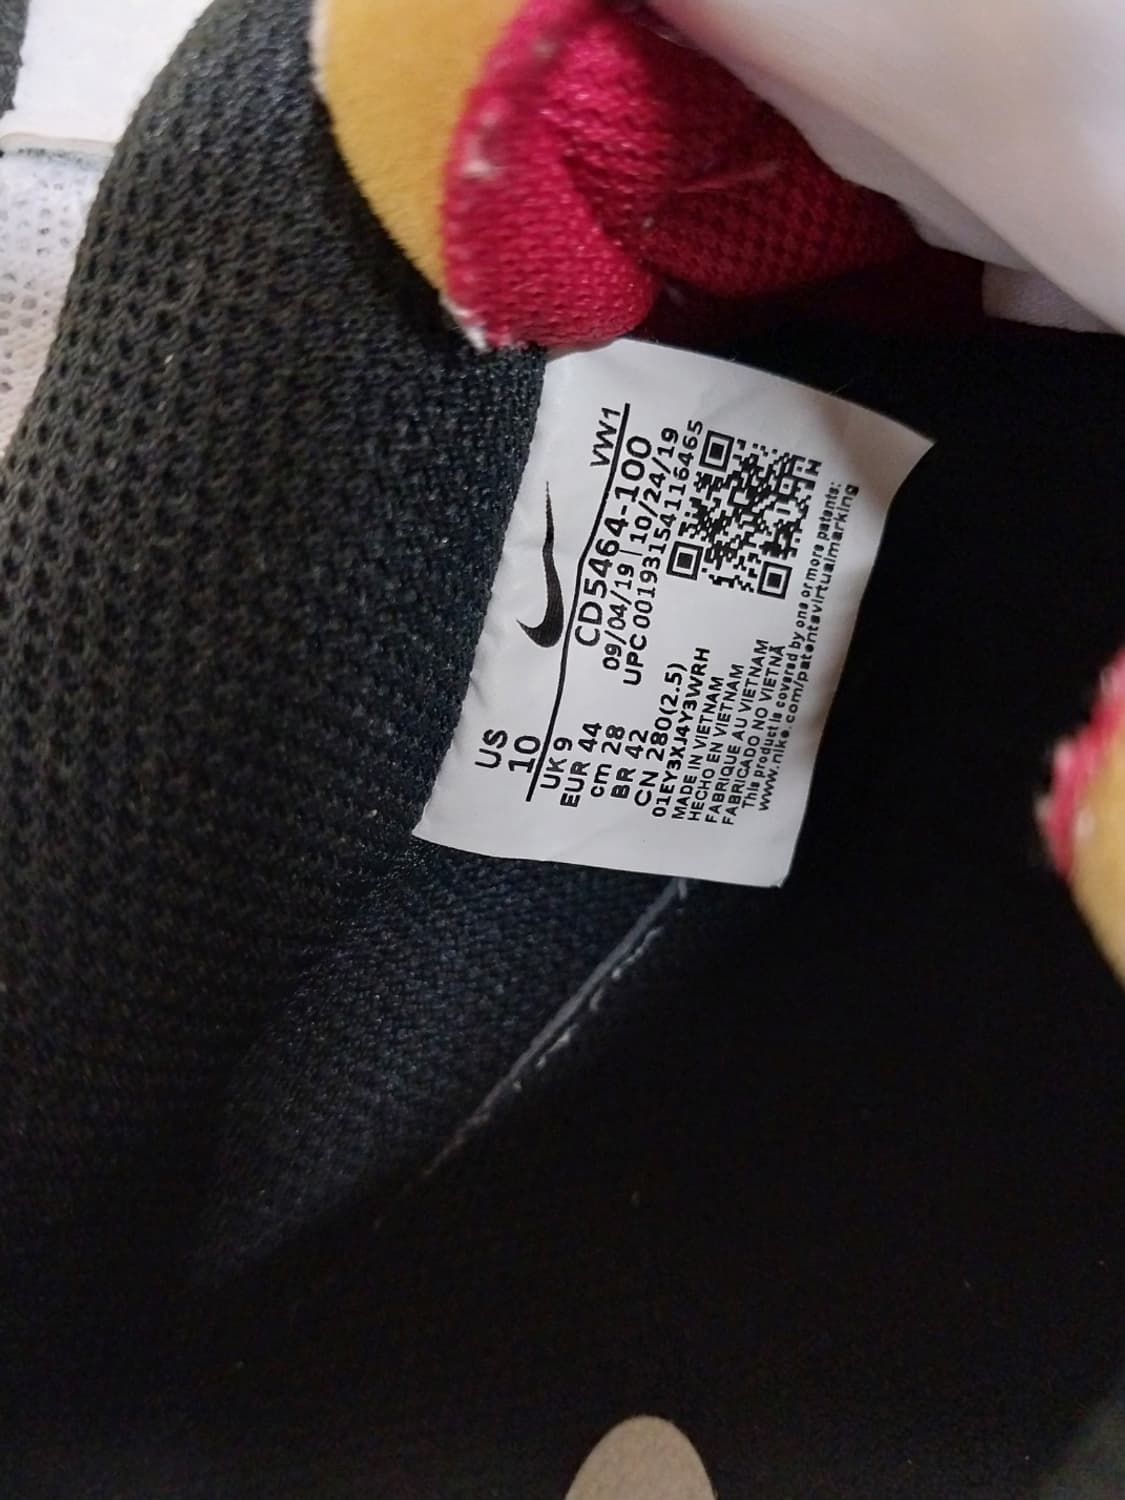 US
10
UK 9
EUR 44
cm 28
BR 42
CN 280(2.5)
VW1
CD5464-100
09/04/19|10/24/19
UPC 00193154116465
01EY3XJ4Y3WRH
MADE IN VIETNAM
HECHO EN VIETNAM
FABRIQUE AU VIETNAM
FABRICADO NO VIETNÃ
This product is covered by one or more patents:
www.nike.com/patentsvirtualmarking